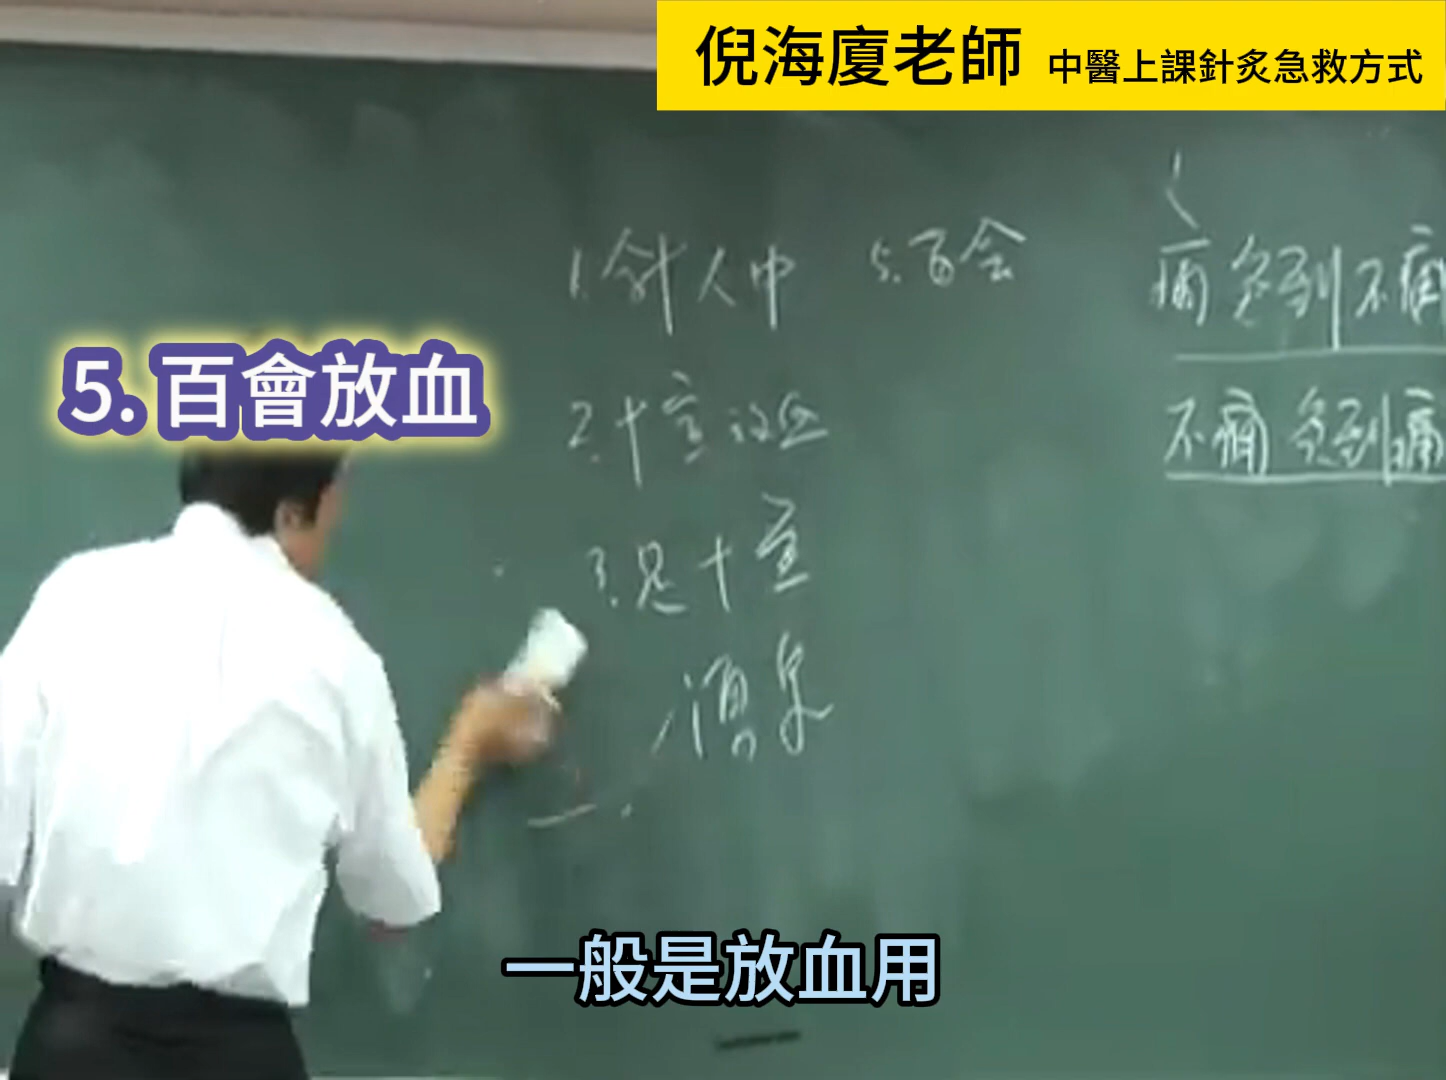 倪海廈老師 中醫上課針灸急救方式
1.針人中
5.百会
痛灸到不痛
不痛灸到痛
5. 百會放血
2.十宣放血
3.足十宣
湧泉
一般是放血用